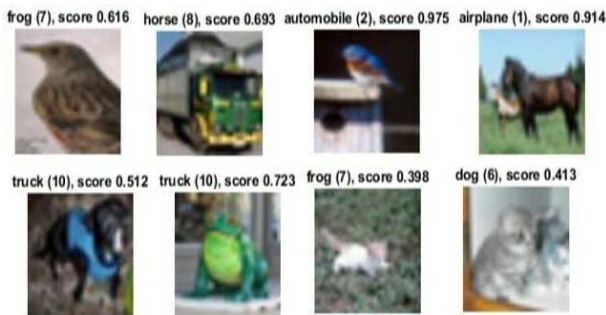 frog (7), score 0.616 horse (8), score 0.693 automobile (2), score 0.975 airplane (1), score 0.914
truck (10), score 0.512 truck (10), score 0.723 frog (7), score 0.398 dog (6), score 0.413